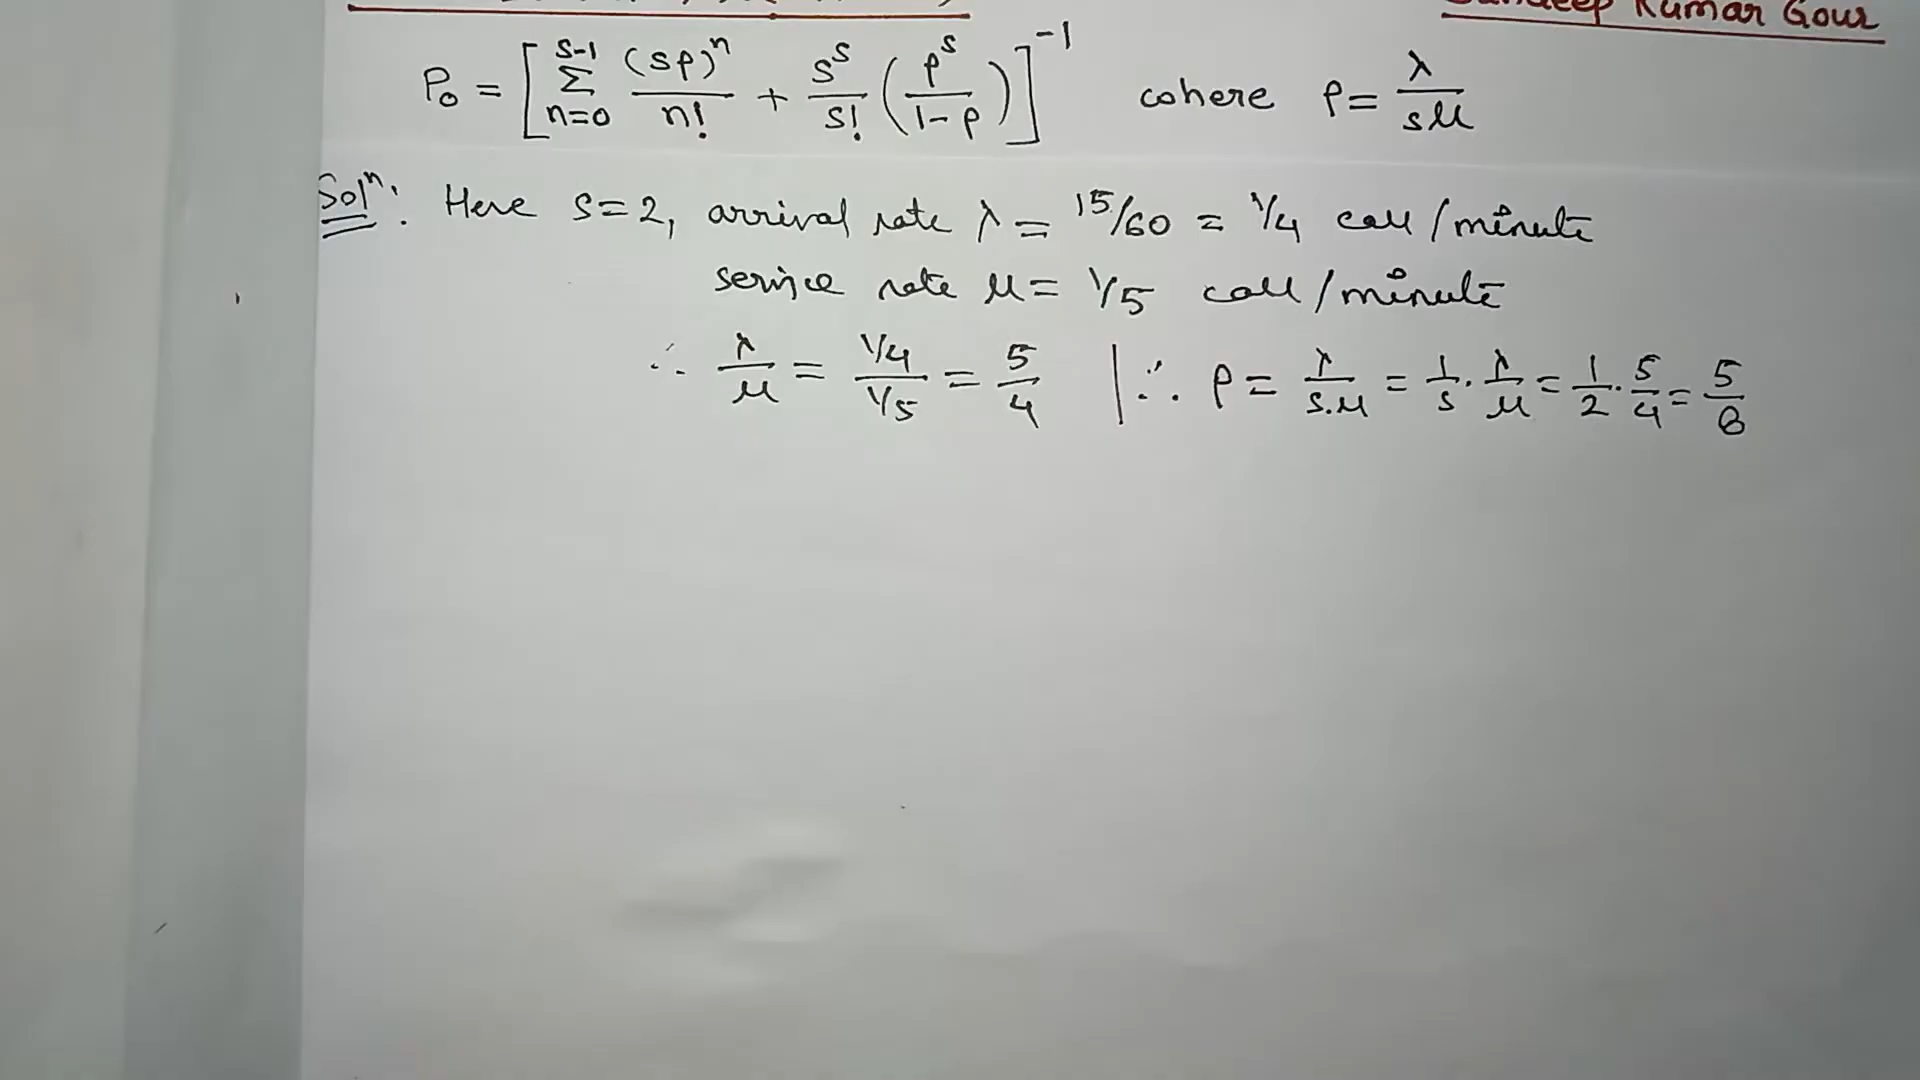 Kumar Gour
P₀ = [ Σ_{n=0}^{s-1} (sρ)ⁿ/n! + s^s/s! (ρ^s/(1-ρ)) ]⁻¹ where ρ = λ/sμ
Solⁿ: Here s=2, arrival rate λ = 15/60 = 1/4 call/minute
service rate μ = 1/5 call/minute
∴ λ/μ = (1/4)/(1/5) = 5/4 | ∴ ρ = λ/s.μ = 1/s . λ/μ = 1/2 . 5/4 = 5/8